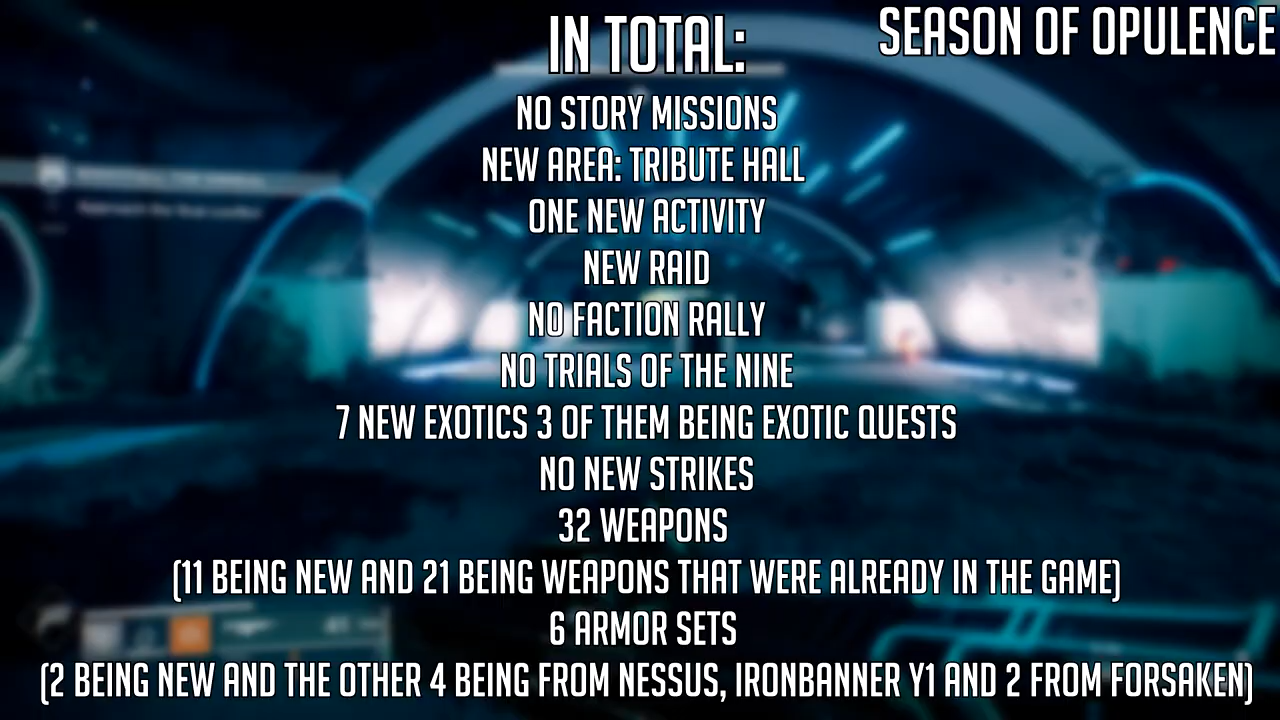 IN TOTAL:
SEASON OF OPULENCE
NO STORY MISSIONS
NEW AREA: TRIBUTE HALL
ONE NEW ACTIVITY
NEW RAID
NO FACTION RALLY
NO TRIALS OF THE NINE
7 NEW EXOTICS 3 OF THEM BEING EXOTIC QUESTS
NO NEW STRIKES
32 WEAPONS
(11 BEING NEW AND 21 BEING WEAPONS THAT WERE ALREADY IN THE GAME)
6 ARMOR SETS
(2 BEING NEW AND THE OTHER 4 BEING FROM NESSUS, IRONBANNER Y1 AND 2 FROM FORSAKEN)